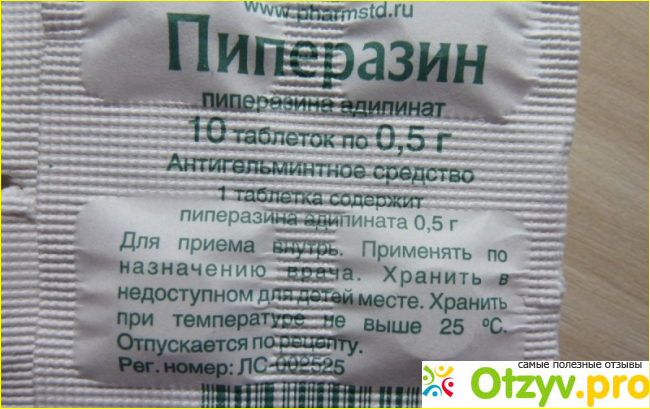 www.pharmstd.ru
Пиперазин
пиперазина адипинат
10 таблеток по 0,5 г
Антигельминтное средство
1 таблетка содержит
пиперазина адипината 0,5 г
Для приема внутрь. Применять по
назначению врача. Хранить в
недоступном для детей месте. Хранить
при температуре не выше 25 ºС.
Отпускается по рецепту.
Рег. номер: ЛС-002525
самые полезные отзывы
Otzyv.pro